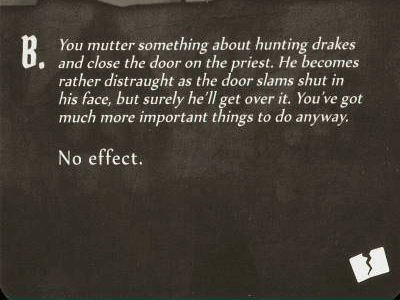 B. You mutter something about hunting drakes
and close the door on the priest. He becomes
rather distraught as the door slams shut in
his face, but surely he'll get over it. You've got
much more important things to do anyway.
No effect.